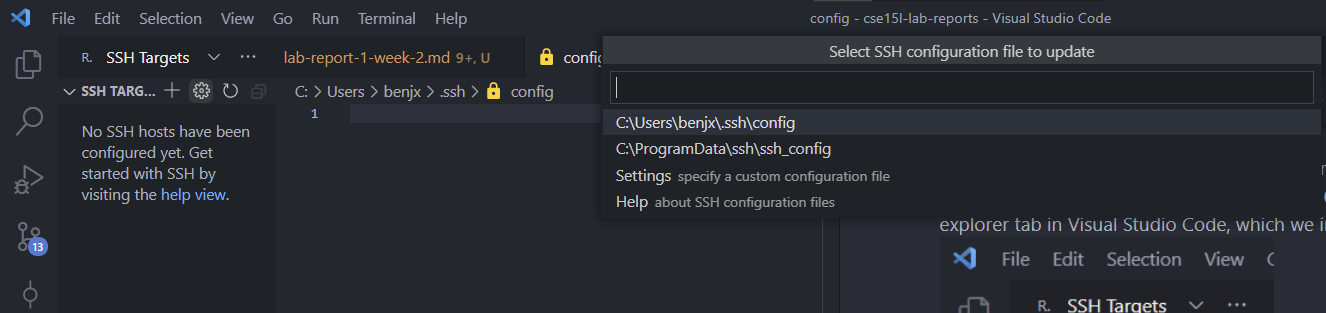 File Edit Selection View Go Run Terminal Help
config - cse15l-lab-reports - Visual Studio Code
R. SSH Targets ··· lab-report-1-week-2.md 9+, U config
Select SSH configuration file to update
SSH TARG...
C: > Users > benjx > .ssh > config
1
No SSH hosts have been
configured yet. Get
started with SSH by
visiting the help view.
C:\Users\benjx\.ssh\config
C:\ProgramData\ssh\ssh_config
Settings specify a custom configuration file
Help about SSH configuration files
13
explorer tab in Visual Studio Code, which we i
File Edit Selection View
R. SSH Targets ···